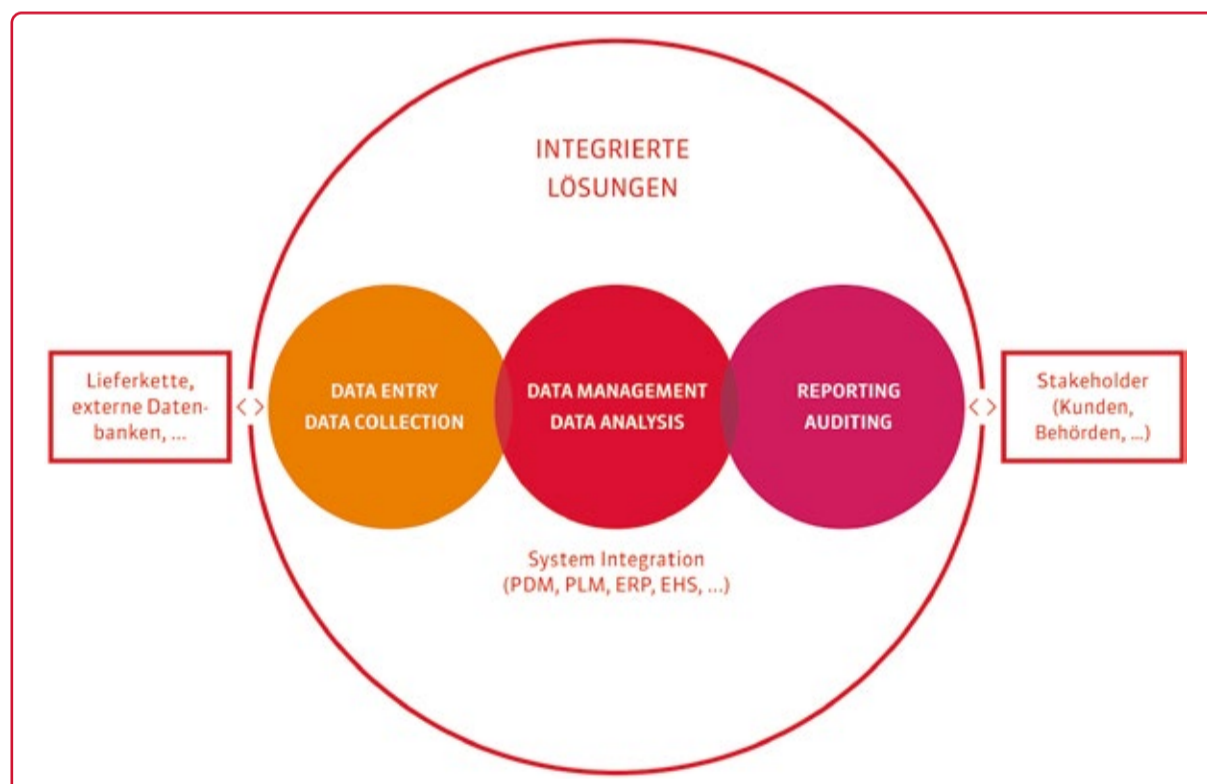 INTEGRIERTE
LÖSUNGEN
Lieferkette,
externe Daten-
banken, ...
< >
DATA ENTRY
DATA COLLECTION
DATA MANAGEMENT
DATA ANALYSIS
REPORTING
AUDITING
< >
Stakeholder
(Kunden,
Behörden, ...)
System Integration
(PDM, PLM, ERP, EHS, ...)